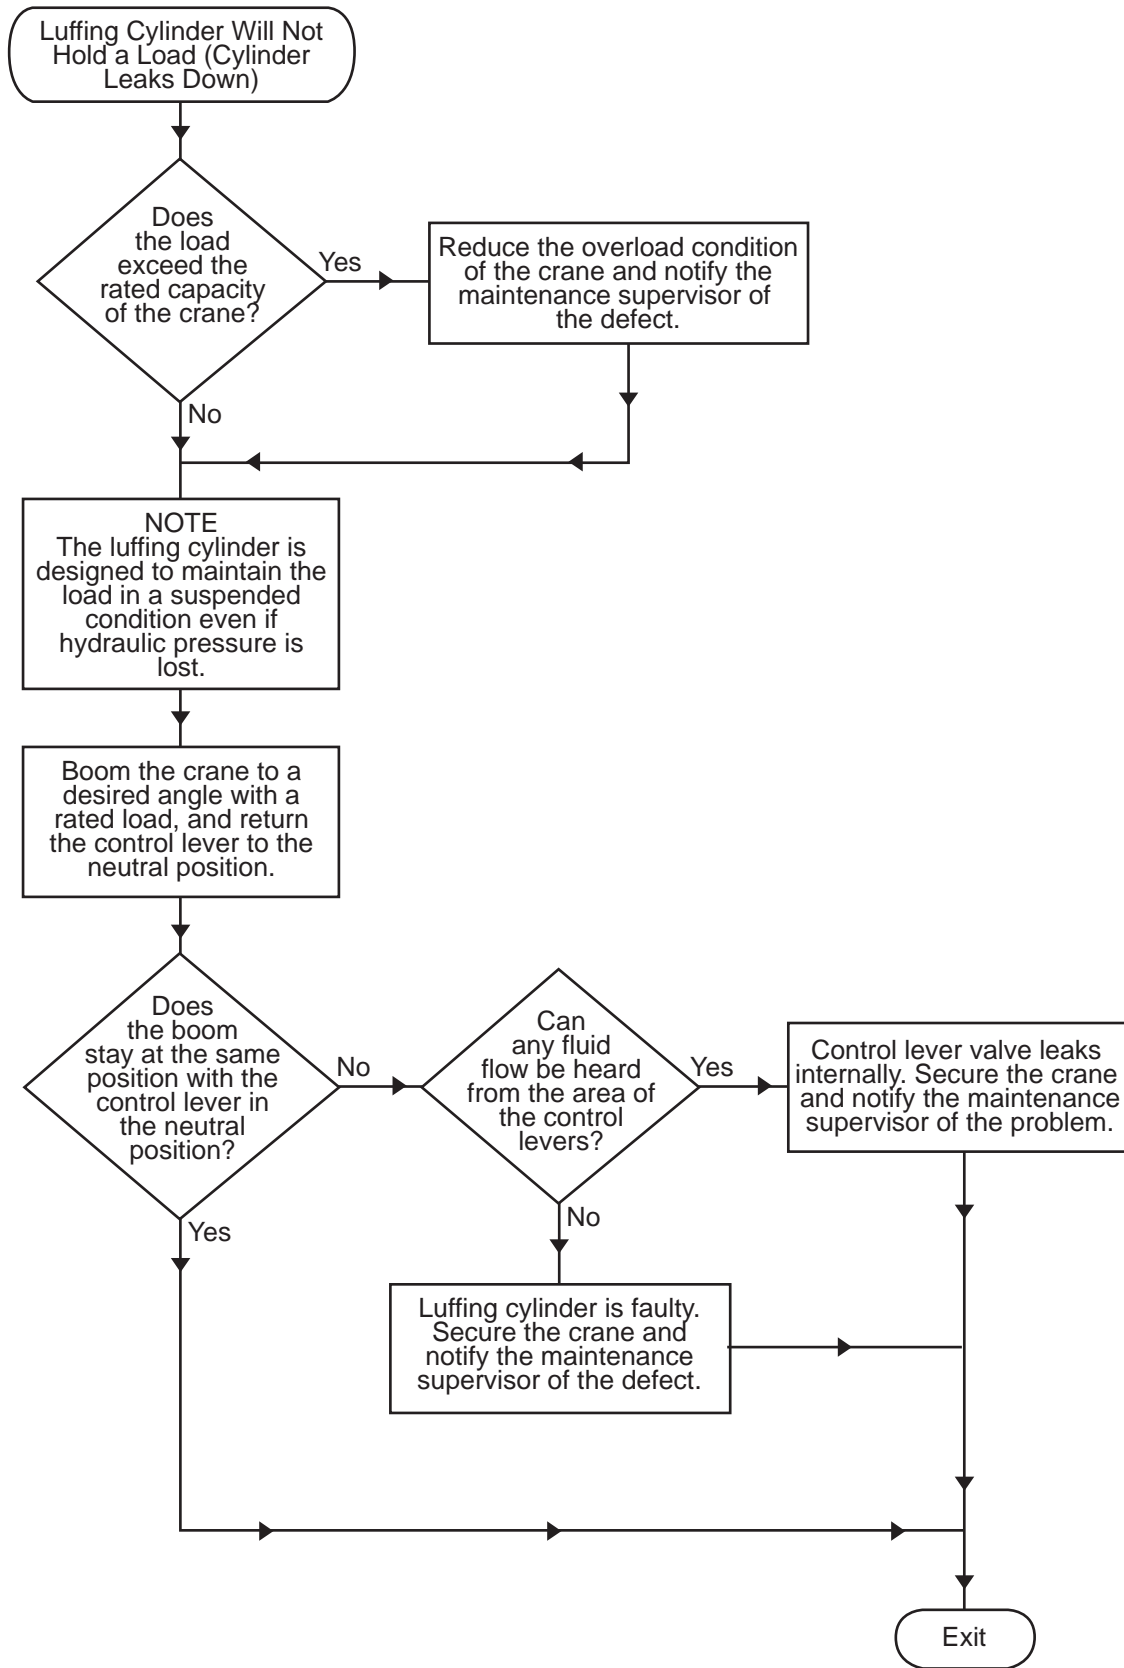 Luffing Cylinder Will Not
Hold a Load (Cylinder
Leaks Down)
Does
the load
exceed the
rated capacity
of the crane?
Yes
Reduce the overload condition
of the crane and notify the
maintenance supervisor of
the defect.
No
NOTE
The luffing cylinder is
designed to maintain the
load in a suspended
condition even if
hydraulic pressure is
lost.
Boom the crane to a
desired angle with a
rated load, and return
the control lever to the
neutral position.
Does
the boom
stay at the same
position with the
control lever in
the neutral
position?
No
Can
any fluid
flow be heard
from the area of
the control
levers?
Yes
Control lever valve leaks
internally. Secure the crane
and notify the maintenance
supervisor of the problem.
Yes
No
Luffing cylinder is faulty.
Secure the crane and
notify the maintenance
supervisor of the defect.
Exit